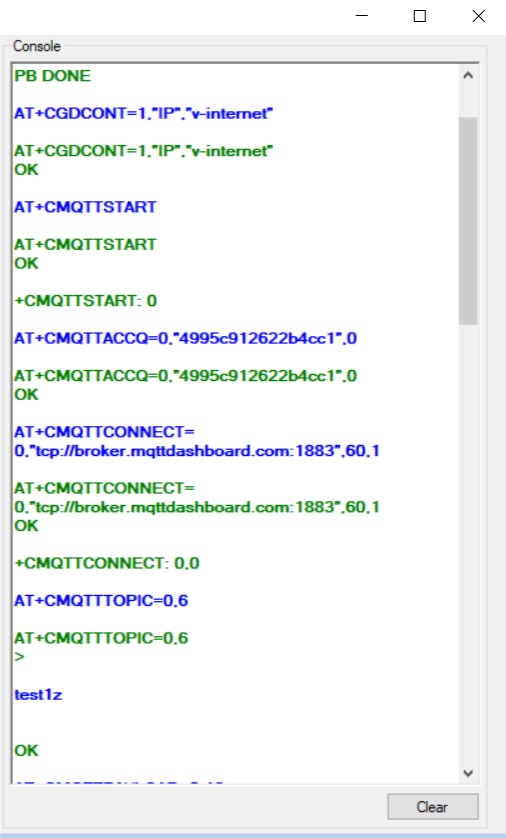 Console
PB DONE
AT+CGDCONT=1,"IP","v-internet"
AT+CGDCONT=1,"IP","v-internet"
OK
AT+CMQTTSTART
AT+CMQTTSTART
OK
+CMQTTSTART: 0
AT+CMQTTACCQ=0,"4995c912622b4cc1",0
AT+CMQTTACCQ=0,"4995c912622b4cc1",0
OK
AT+CMQTTCONNECT=
0,"tcp://broker.mqttdashboard.com:1883",60,1
AT+CMQTTCONNECT=
0,"tcp://broker.mqttdashboard.com:1883",60,1
OK
+CMQTTCONNECT: 0,0
AT+CMQTTTOPIC=0,6
AT+CMQTTTOPIC=0,6
>
test1z
OK
Clear